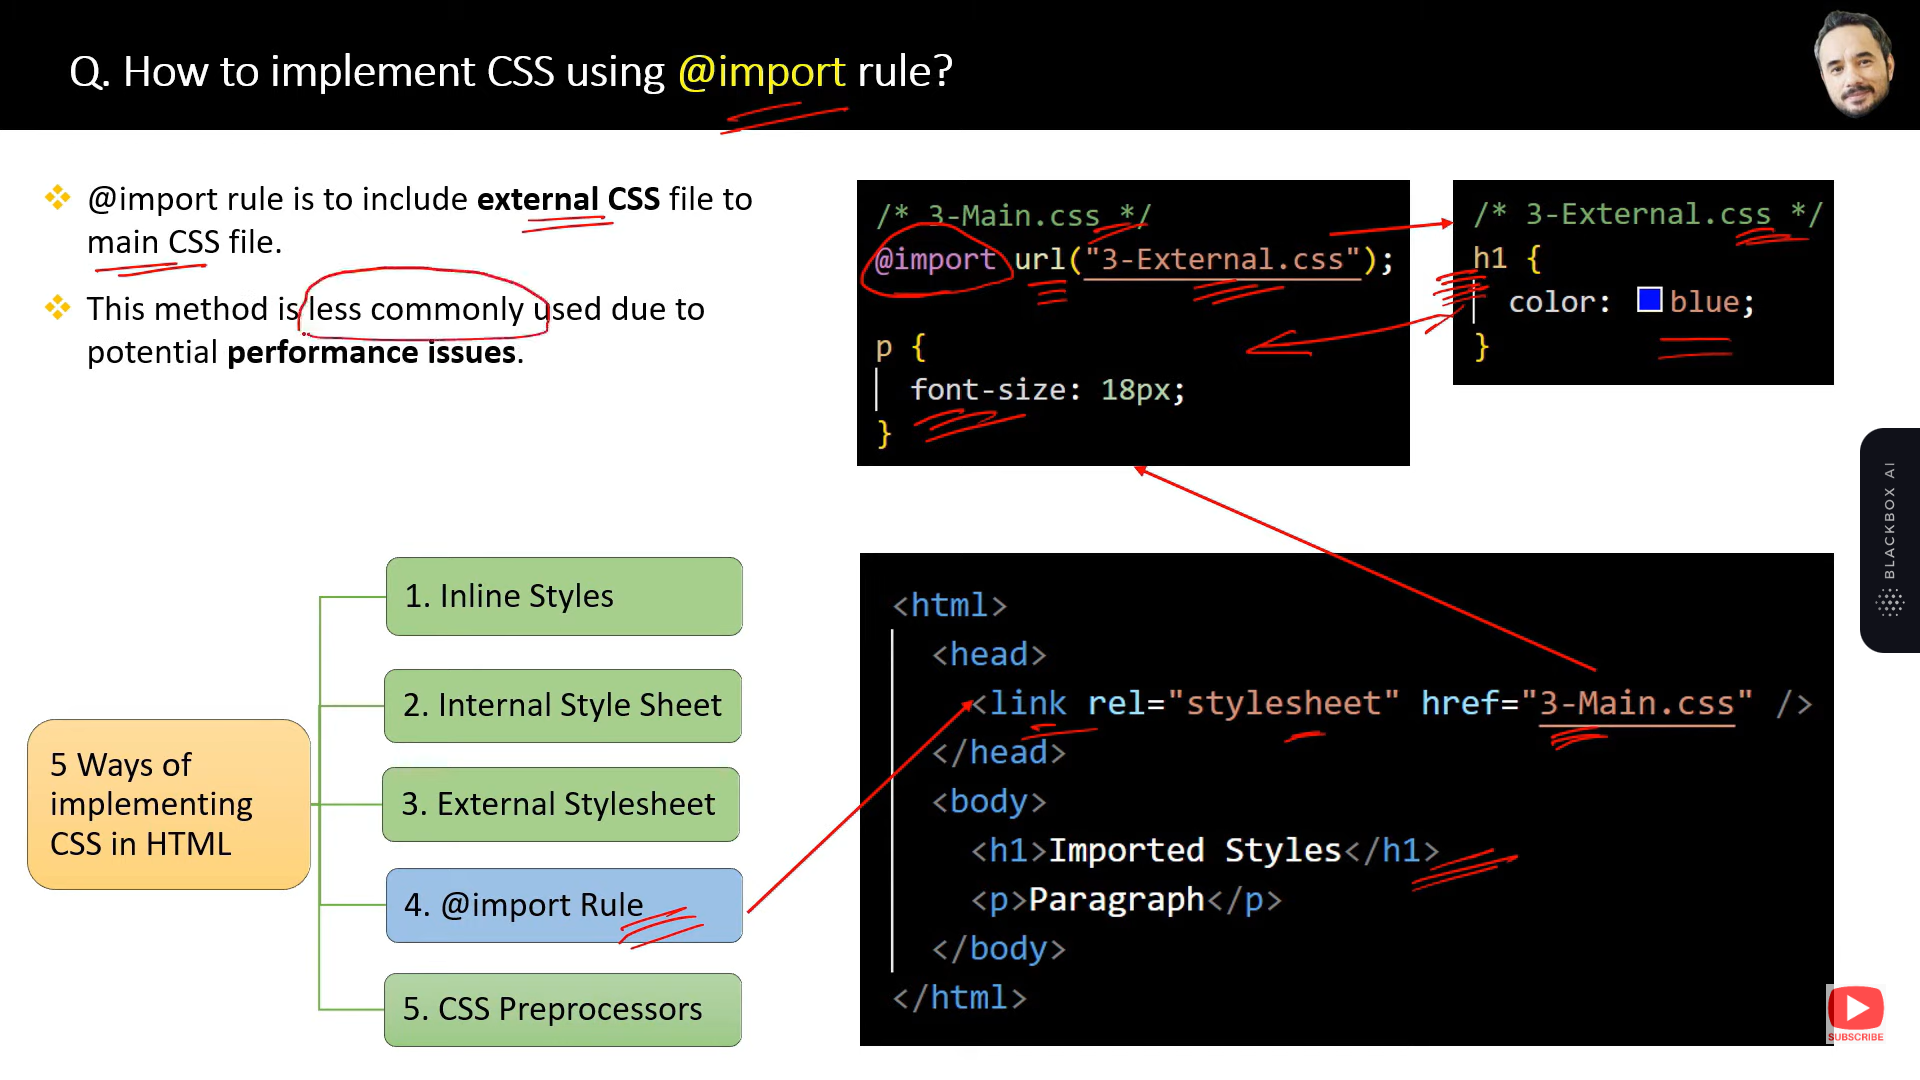 Q. How to implement CSS using @import rule?
@import rule is to include external CSS file to
main CSS file.
This method is less commonly used due to
potential performance issues.
/* 3-Main.css */
@import url("3-External.css");
p {
font-size: 18px;
}
/* 3-External.css */
h1 {
color: blue;
}
5 Ways of
implementing
CSS in HTML
1. Inline Styles
2. Internal Style Sheet
3. External Stylesheet
4. @import Rule
5. CSS Preprocessors
<html>
<head>
<link rel="stylesheet" href="3-Main.css" />
</head>
<body>
<h1>Imported Styles</h1>
<p>Paragraph</p>
</body>
</html>
BLACKBOX AI
SUBSCRIBE